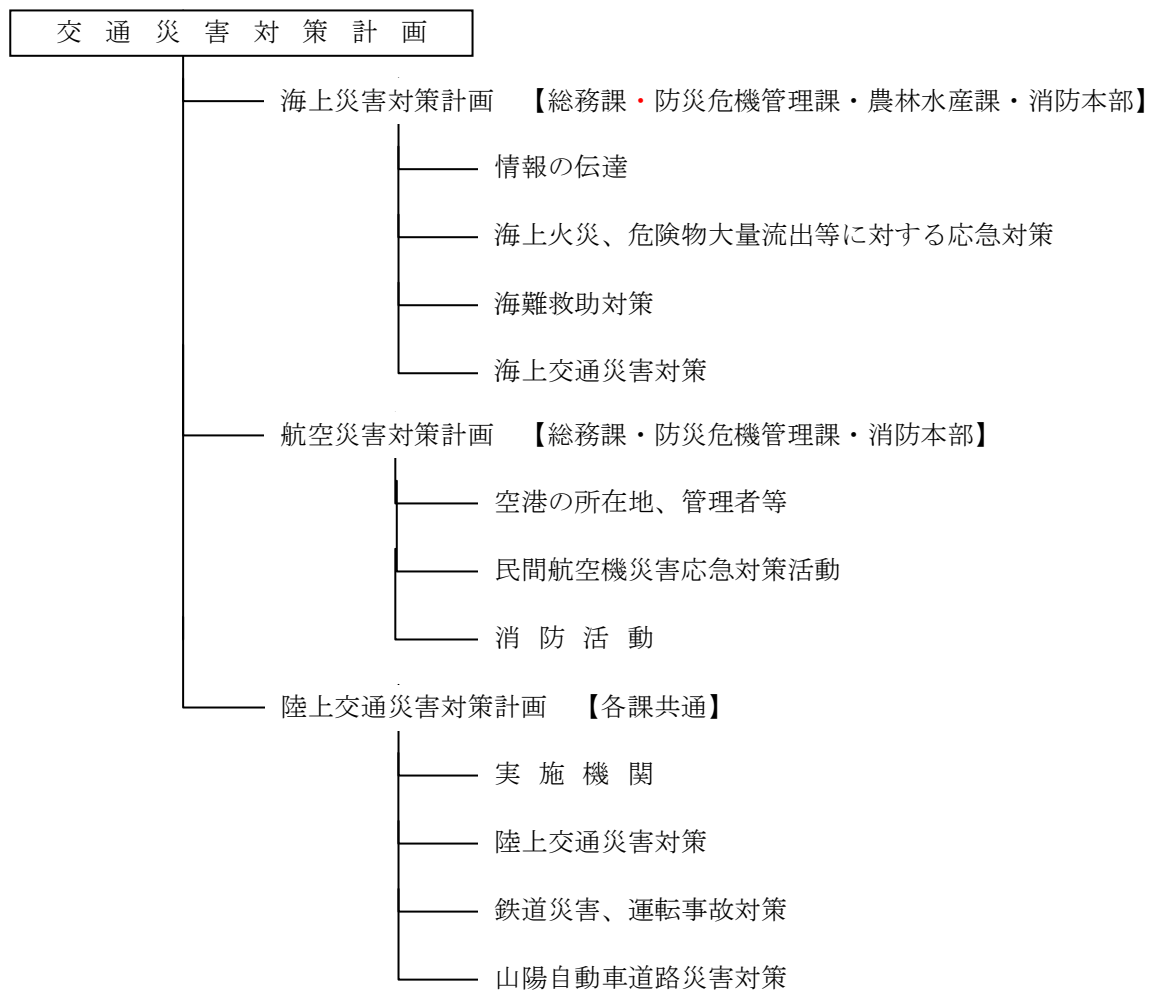 交通災害対策計画
海上災害対策計画 【総務課・防災危機管理課・農林水産課・消防本部】
情報の伝達
海上火災、危険物大量流出等に対する応急対策
海難救助対策
海上交通災害対策
航空災害対策計画 【総務課・防災危機管理課・消防本部】
空港の所在地、管理者等
民間航空機災害応急対策活動
消防活動
陸上交通災害対策計画 【各課共通】
実施機関
陸上交通災害対策
鉄道災害、運転事故対策
山陽自動車道路災害対策